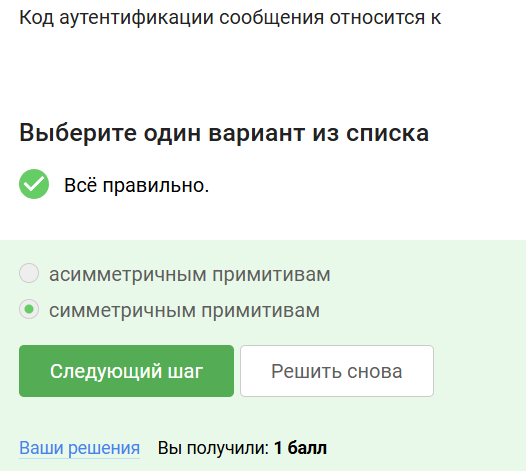 Код аутентификации сообщения относится к
Выберите один вариант из списка
Всё правильно.
асимметричным примитивам
симметричным примитивам
Следующий шаг Решить снова
Ваши решения Вы получили: 1 балл